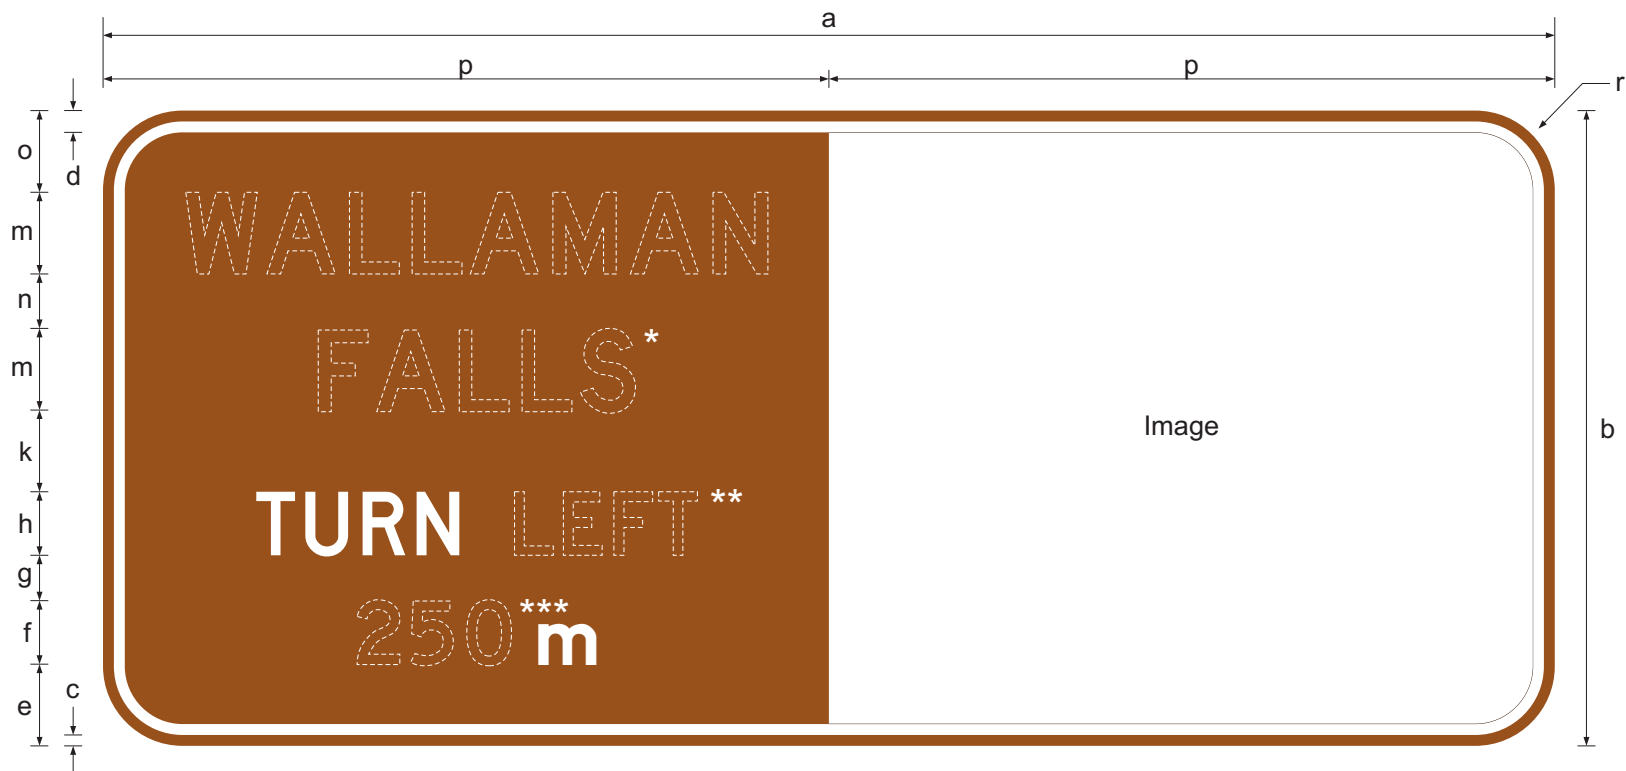 a
p p
r
o
d
WALLAMAN
m
n
FALLS*
m
Image
b
k
TURN LEFT**
h
g
250***m
f
c
e